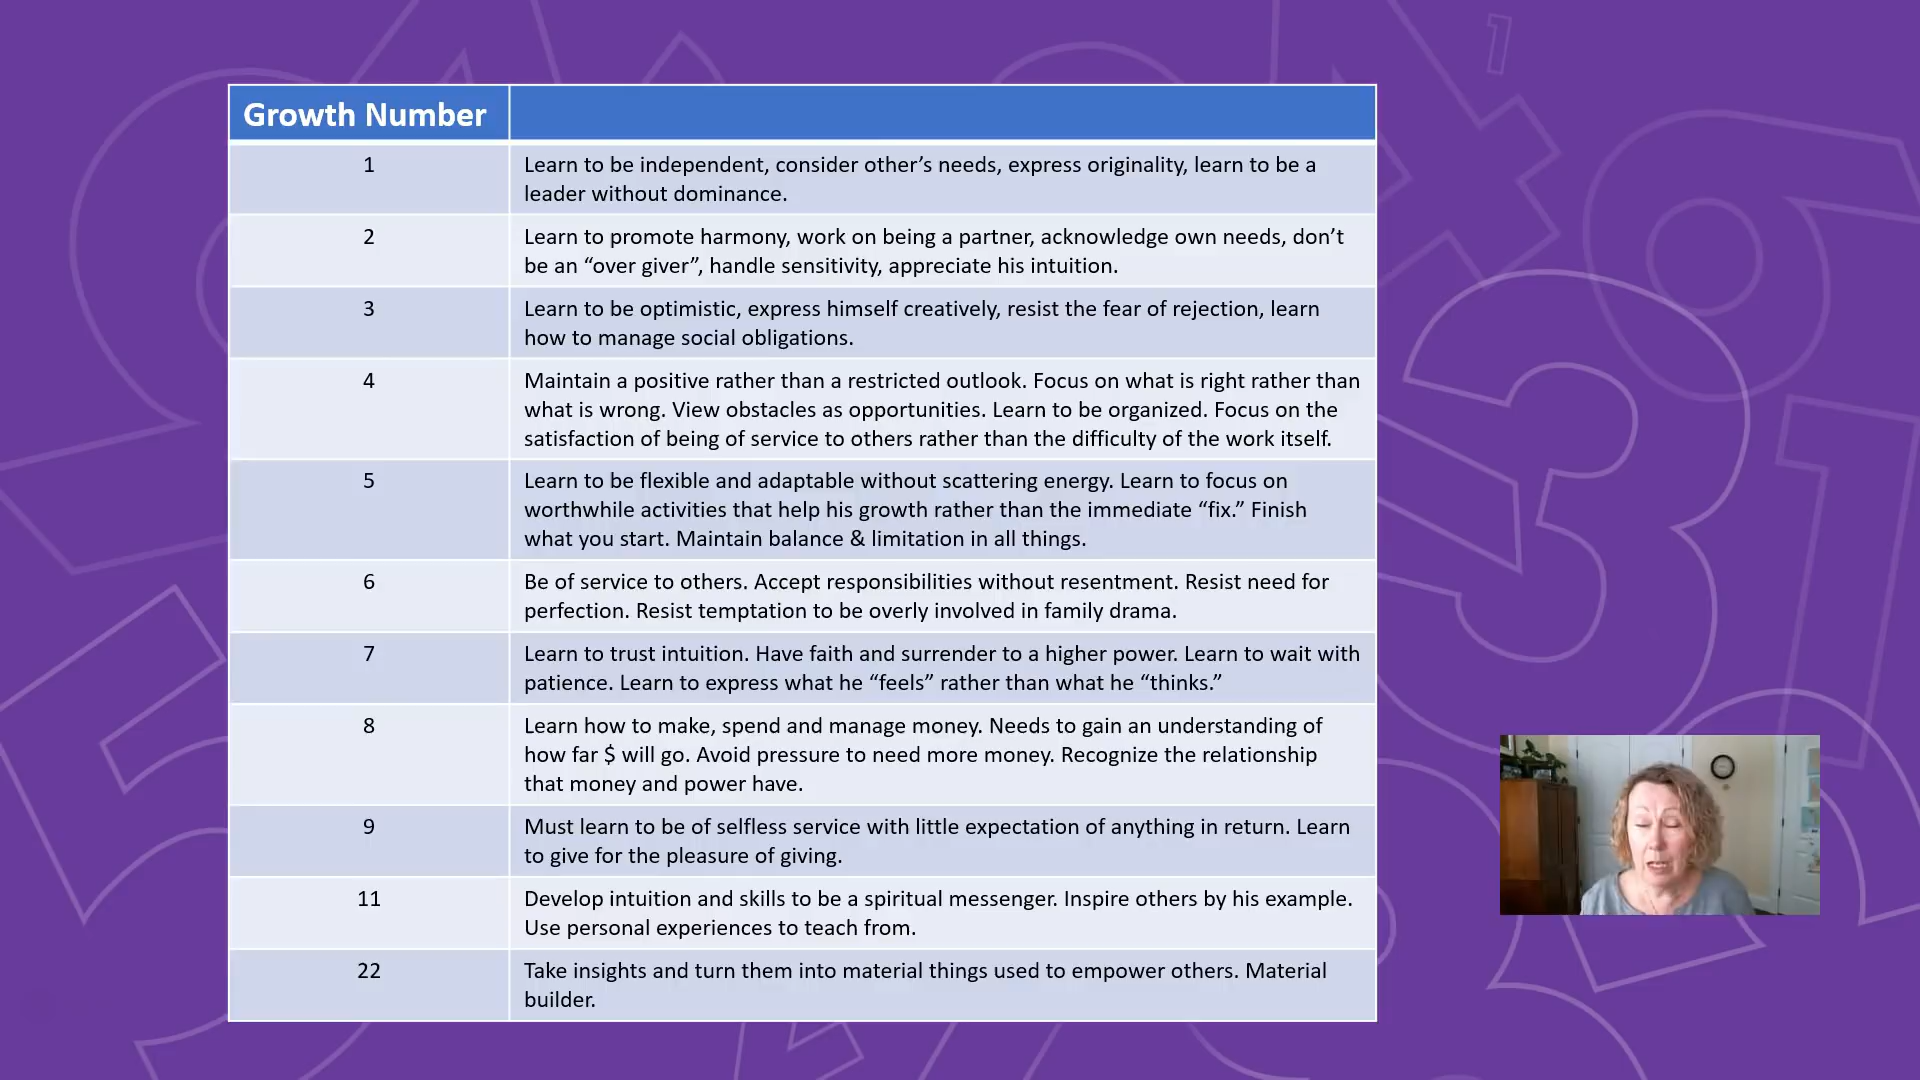 Growth Number
1
Learn to be independent, consider other’s needs, express originality, learn to be a
leader without dominance.
2
Learn to promote harmony, work on being a partner, acknowledge own needs, don’t
be an “over giver”, handle sensitivity, appreciate his intuition.
3
Learn to be optimistic, express himself creatively, resist the fear of rejection, learn
how to manage social obligations.
4
Maintain a positive rather than a restricted outlook. Focus on what is right rather than
what is wrong. View obstacles as opportunities. Learn to be organized. Focus on the
satisfaction of being of service to others rather than the difficulty of the work itself.
5
Learn to be flexible and adaptable without scattering energy. Learn to focus on
worthwhile activities that help his growth rather than the immediate “fix.” Finish
what you start. Maintain balance & limitation in all things.
6
Be of service to others. Accept responsibilities without resentment. Resist need for
perfection. Resist temptation to be overly involved in family drama.
7
Learn to trust intuition. Have faith and surrender to a higher power. Learn to wait with
patience. Learn to express what he “feels” rather than what he “thinks.”
8
Learn how to make, spend and manage money. Needs to gain an understanding of
how far $ will go. Avoid pressure to need more money. Recognize the relationship
that money and power have.
9
Must learn to be of selfless service with little expectation of anything in return. Learn
to give for the pleasure of giving.
11
Develop intuition and skills to be a spiritual messenger. Inspire others by his example.
Use personal experiences to teach from.
22
Take insights and turn them into material things used to empower others. Material
builder.